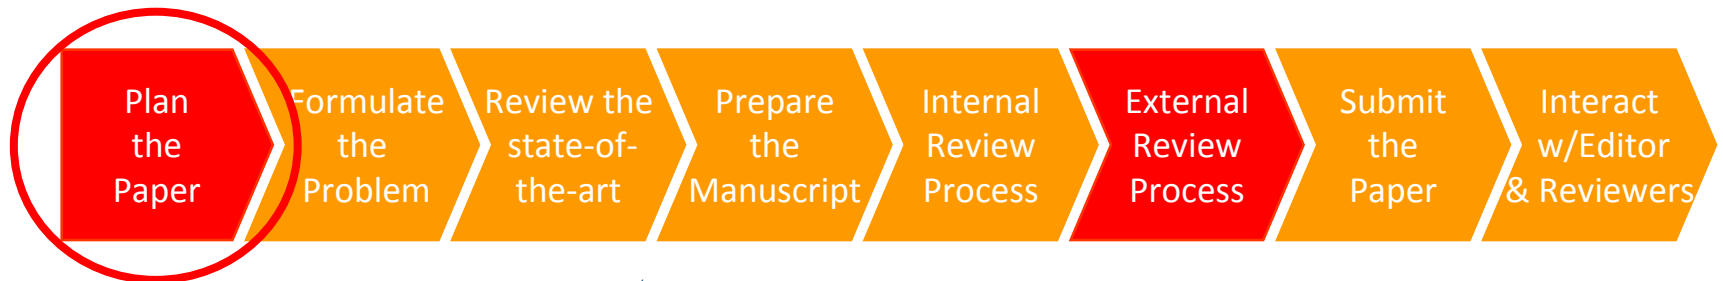 Plan
the
Paper
Formulate
the
Problem
Review the
state-of-
the-art
Prepare
the
Manuscript
Internal
Review
Process
External
Review
Process
Submit
the
Paper
Interact
w/Editor
& Reviewers